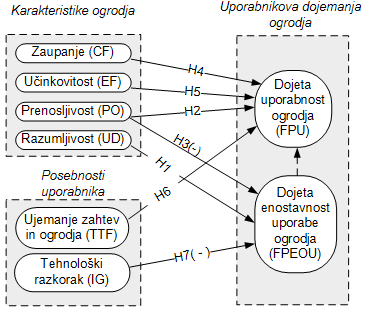 Karakteristike ogrodja
Zaupanje (CF)
Učinkovitost (EF)
Prenosljivost (PO)
Razumljivost (UD)
Posebnosti
uporabnika
Ujemanje zahtev
in ogrodja (TTF)
Tehnološki
razkorak (IG)
H4
H5
H2
H3(-)
H1
H6
H7( - )
Uporabnikova dojemanja
ogrodja
Dojeta
uporabnost
ogrodja
(FPU)
Dojeta
enostavnost
uporabe
ogrodja
(FPEOU)